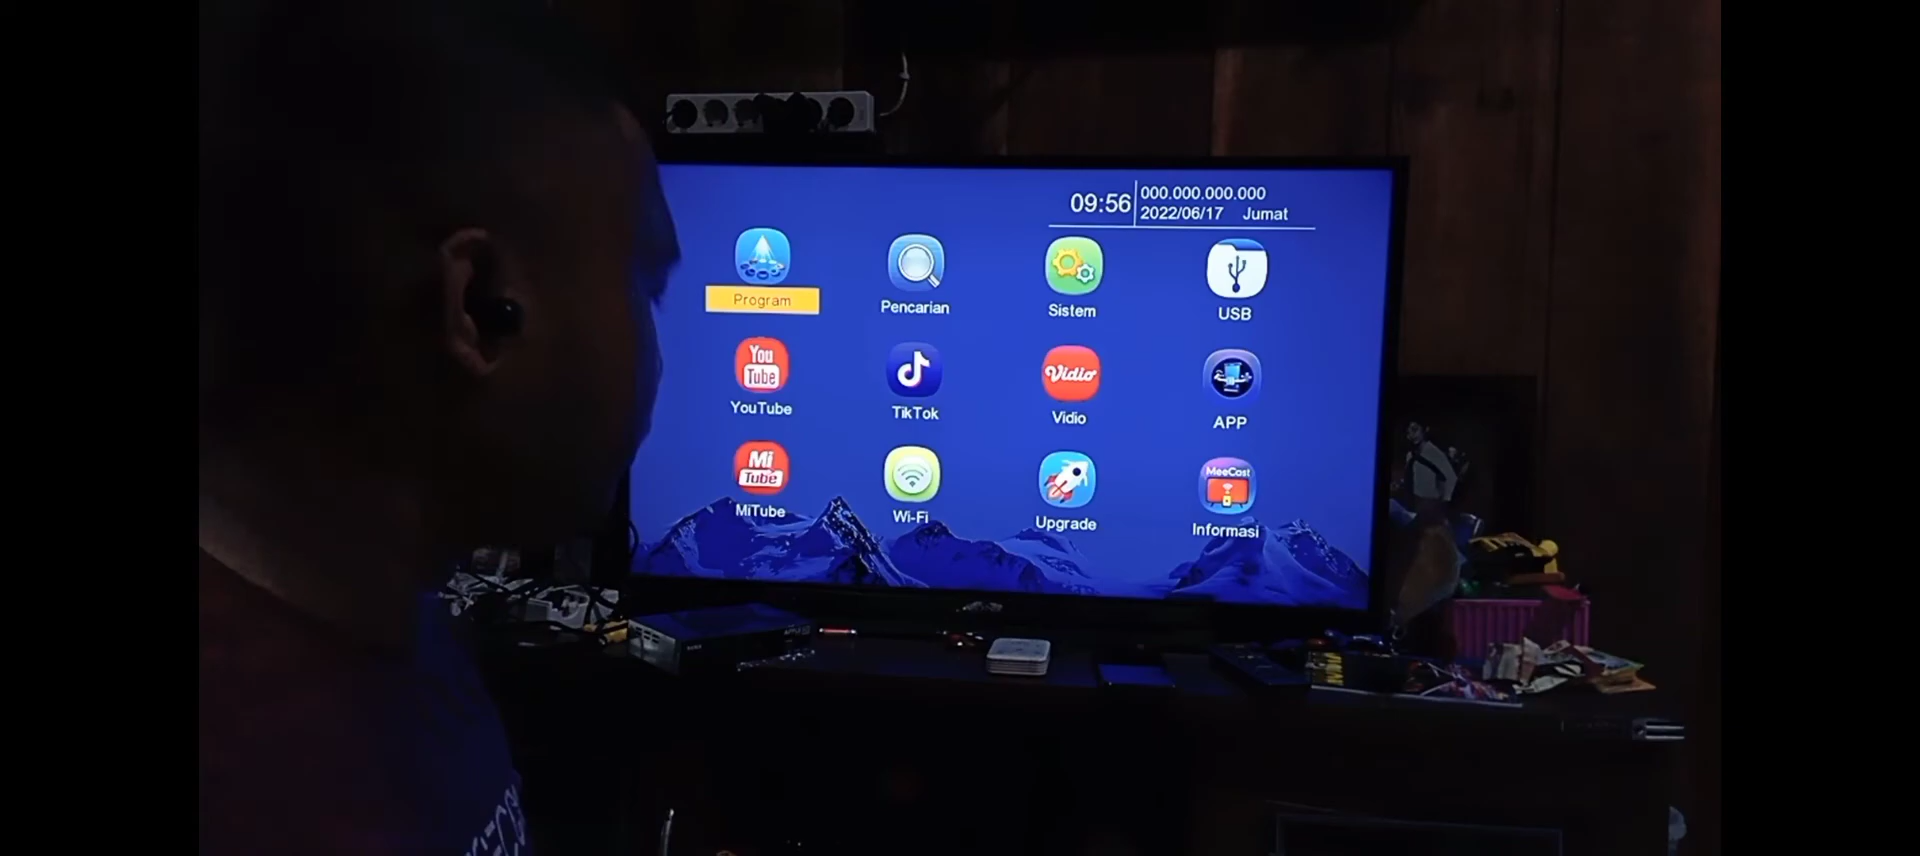 09:56
000.000.000.000
2022/06/17 Jumat
Program
Pencarian
Sistem
USB
You
Tube
YouTube
TikTok
Vidio
Vidio
APP
Mi
Tube
MiTube
Wi-Fi
Upgrade
MeeCast
Informasi